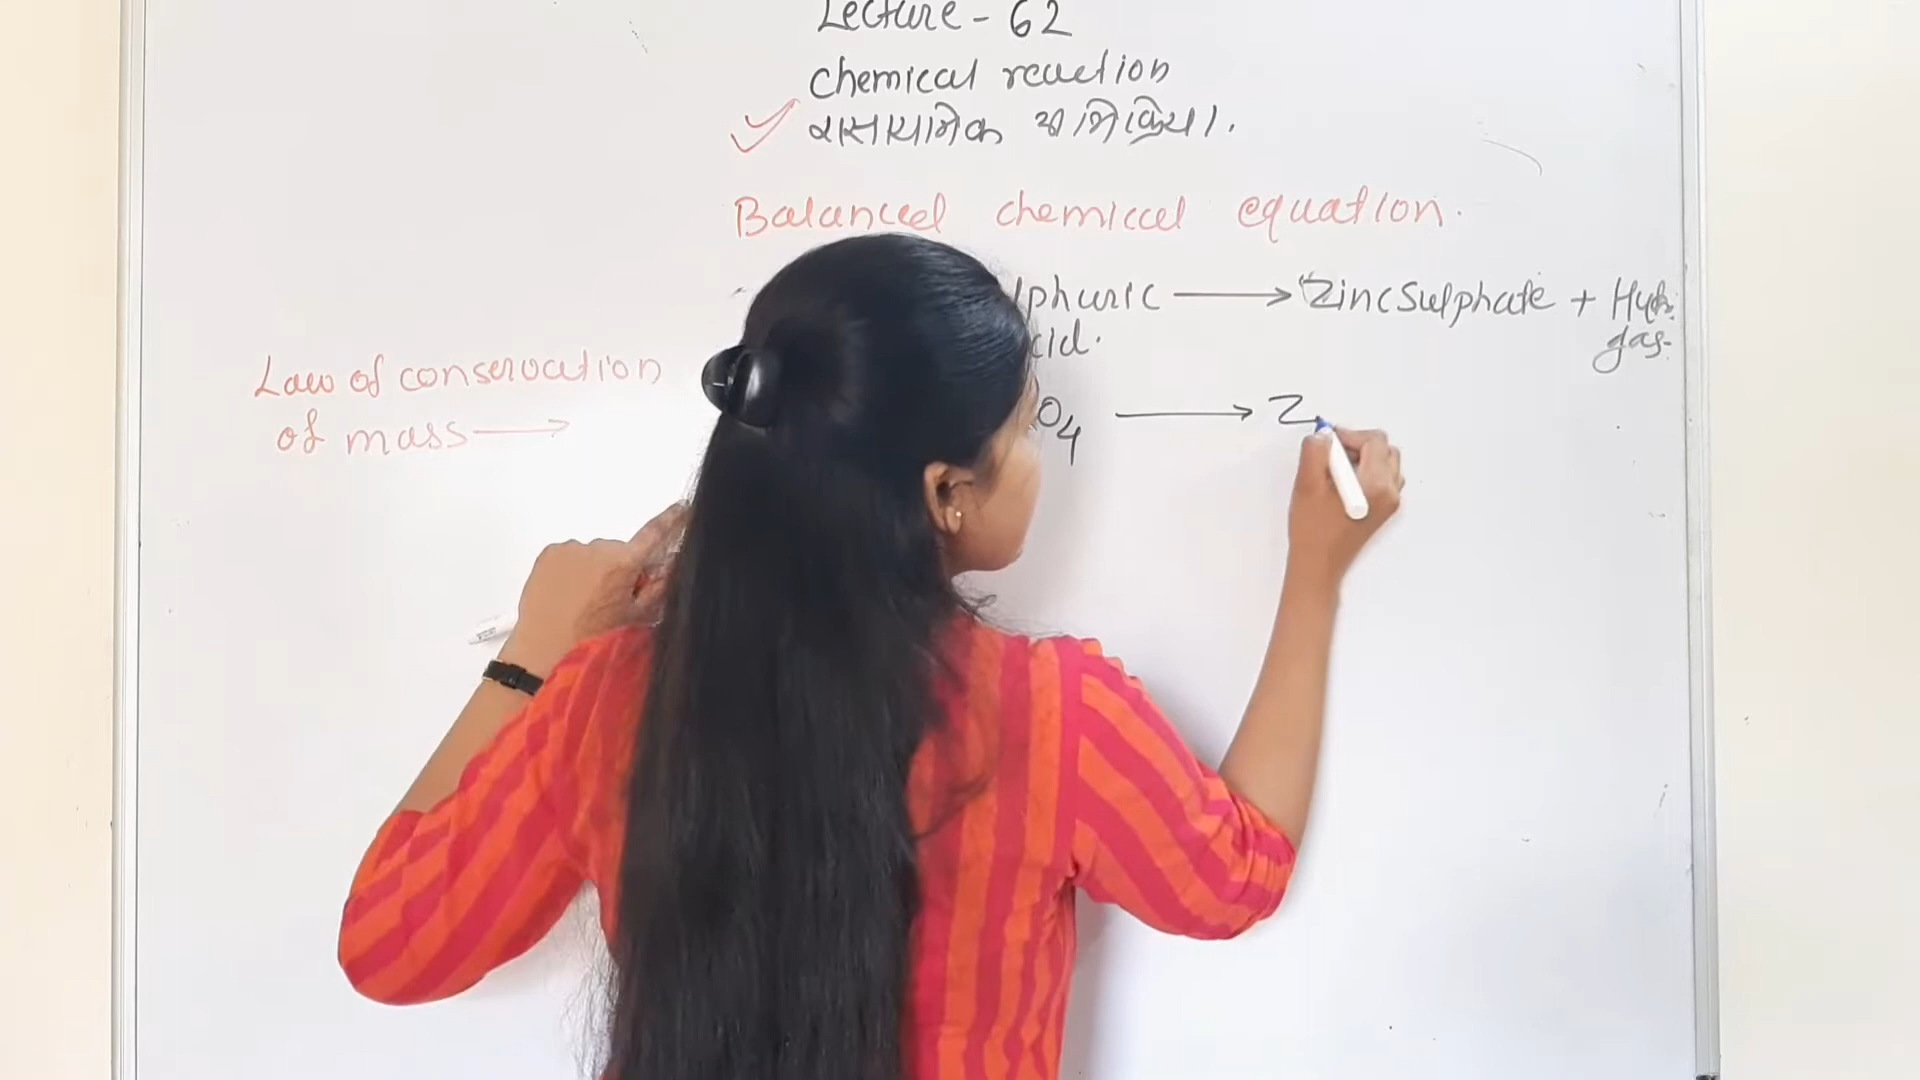 Lecture - 62
Chemical reaction
रासायनिक अभिक्रिया.
Balanced chemical equation.
phuric ⟶ Zinc Sulphate + Hyd.
cid. gas.
Law of conservation
of mass ⟶
O4 ⟶ Z